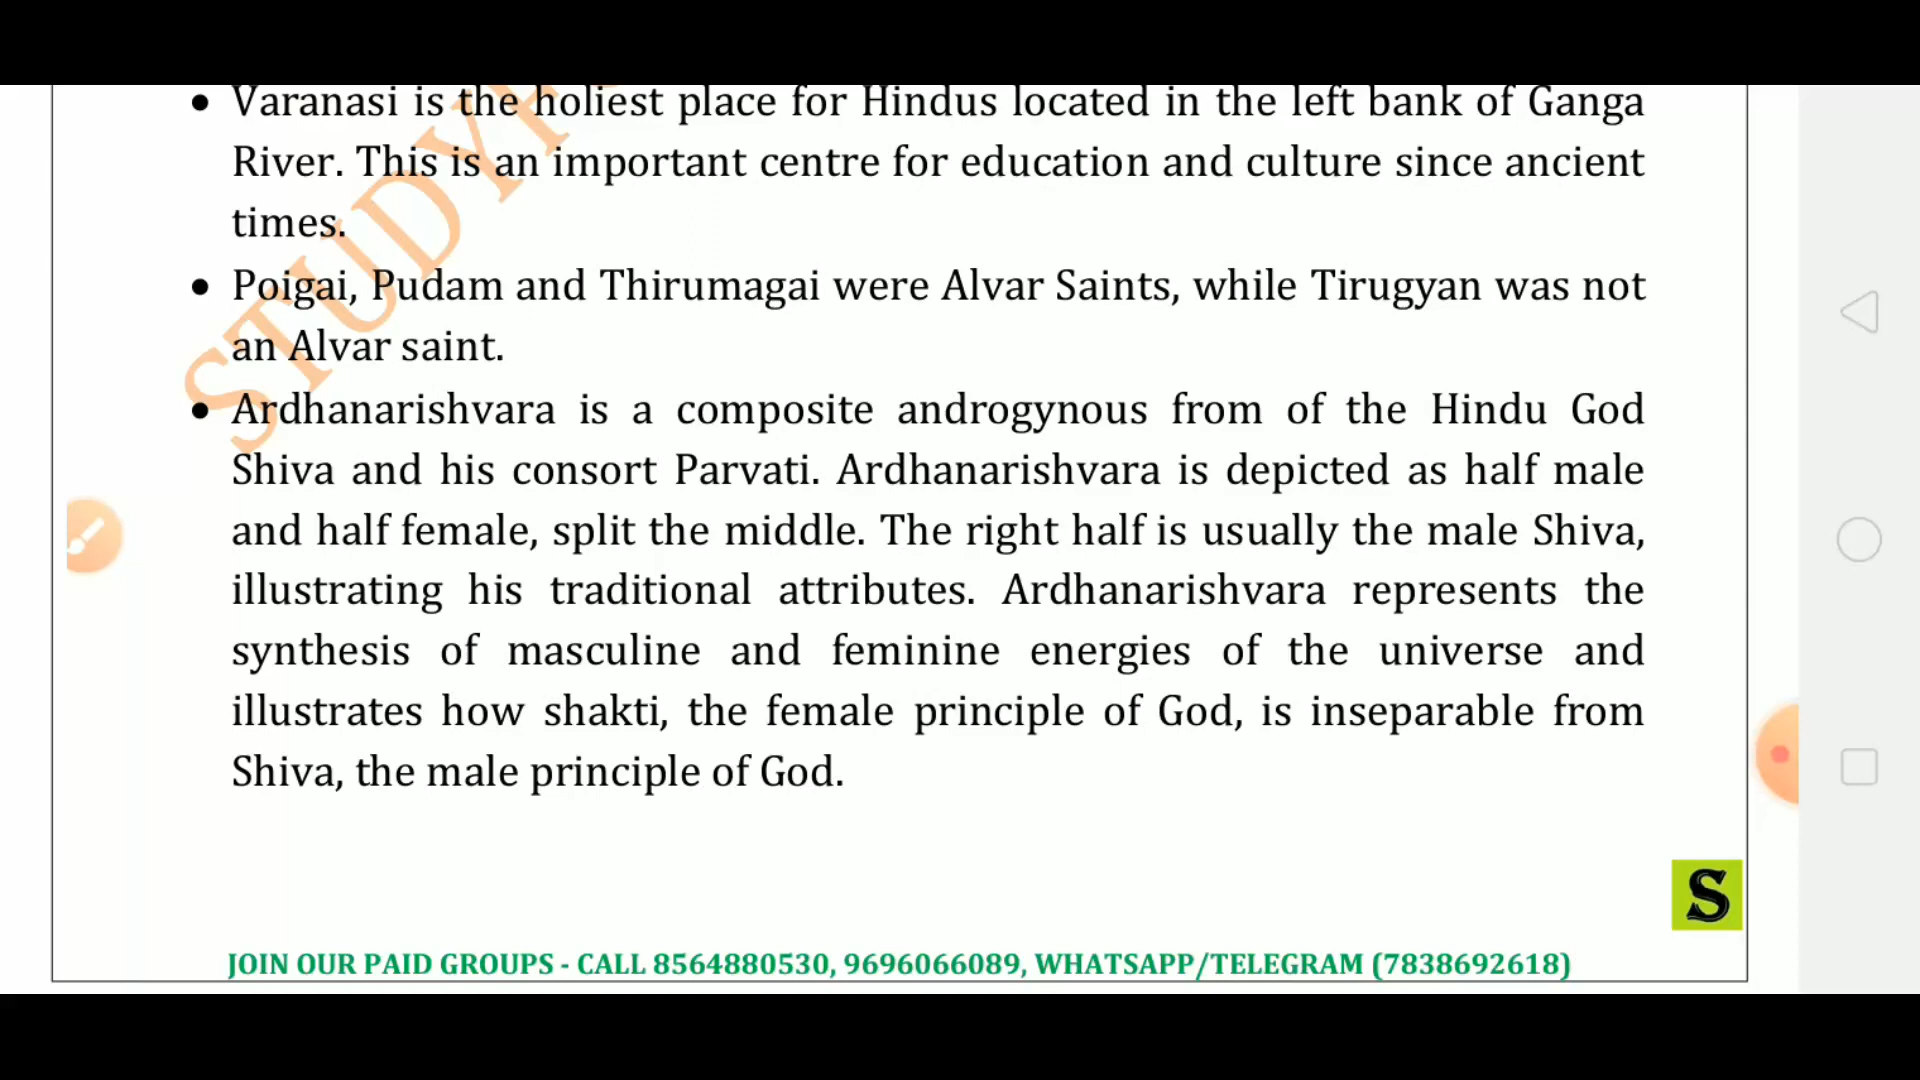 • Varanasi is the holiest place for Hindus located in the left bank of Ganga
River. This is an important centre for education and culture since ancient
times.
• Poigai, Pudam and Thirumagai were Alvar Saints, while Tirugyan was not
an Alvar saint.
• Ardhanarishvara is a composite androgynous from of the Hindu God
Shiva and his consort Parvati. Ardhanarishvara is depicted as half male
and half female, split the middle. The right half is usually the male Shiva,
illustrating his traditional attributes. Ardhanarishvara represents the
synthesis of masculine and feminine energies of the universe and
illustrates how shakti, the female principle of God, is inseparable from
Shiva, the male principle of God.
S
JOIN OUR PAID GROUPS - CALL 8564880530, 9696066089, WHATSAPP/TELEGRAM (7838692618)
STUDY